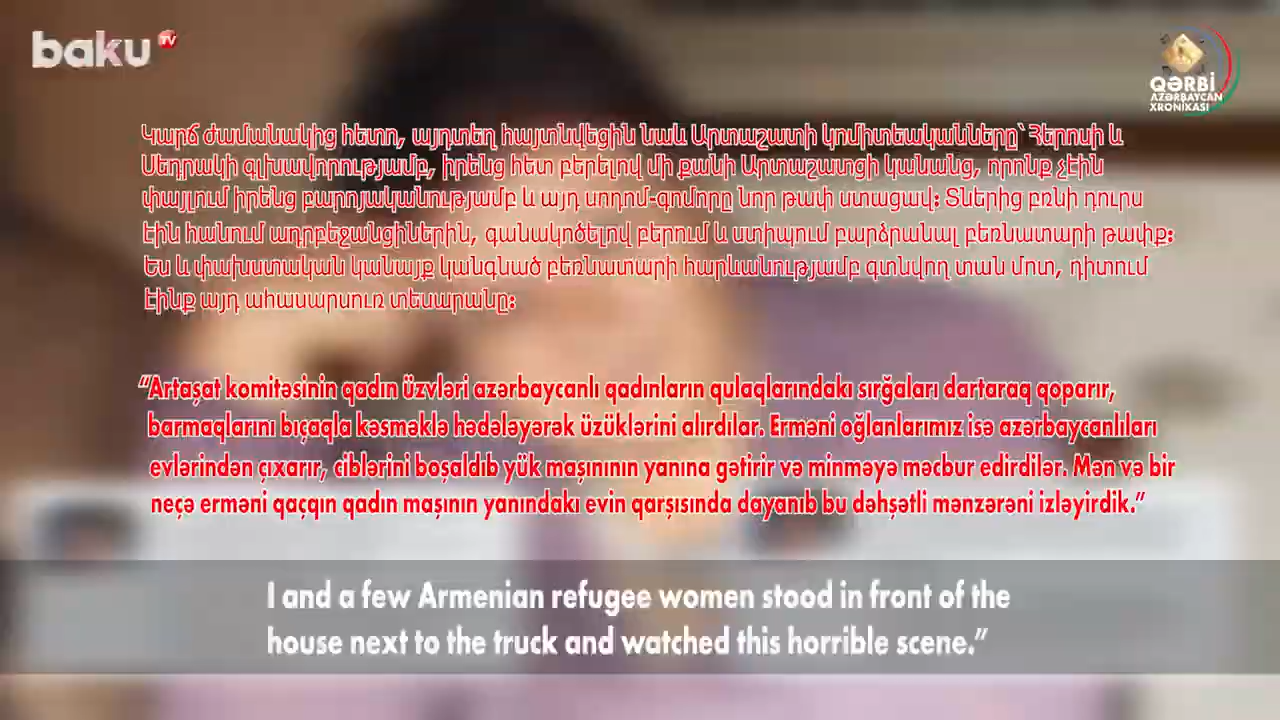 baku TV
QƏRBİ
AZƏRBAYCAN
XRONİKASI
Կարճ ժամանակից հետո, այդտեղ հայտնվեցին նաև Արտաշատի կոմիտեականները՝ Հերոսի և
Սեդրակի գլխավորությամբ, իրենց հետ բերելով մի քանի Արտաշատցի կանանց, որոնք չէին
փայլում իրենց բարոյականությամբ և այդ սոդոմ-գոմորը նոր թափ ստացավ: Տներից բռնի դուրս
էին հանում ադրբեջանցիներին, գանակոծելով բերում և ստիպում բարձրանալ բեռնատարի թափք:
Ես և փախստական կանայք կանգնած բեռնատարի հարևանությամբ գտնվող տան մոտ, դիտում
էինք այդ ահասարսուռ տեսարանը:
“Artaşat komitəsinin qadın üzvləri azərbaycanlı qadınların qulaqlarındakı sırğaları dartaraq qoparır,
barmaqlarını bıçaqla kəsməklə hədələyərək üzüklərini alırdılar. Erməni oğlanlarımız isə azərbaycanlıları
evlərindən çıxarır, ciblərini boşaldıb yük maşınının yanına gətirir və minməyə məcbur edirdilər. Mən və bir
neçə erməni qaçqın qadın maşının yanındakı evin qarşısında dayanıb bu dəhşətli mənzərəni izləyirdik.”
I and a few Armenian refugee women stood in front of the
house next to the truck and watched this horrible scene.”